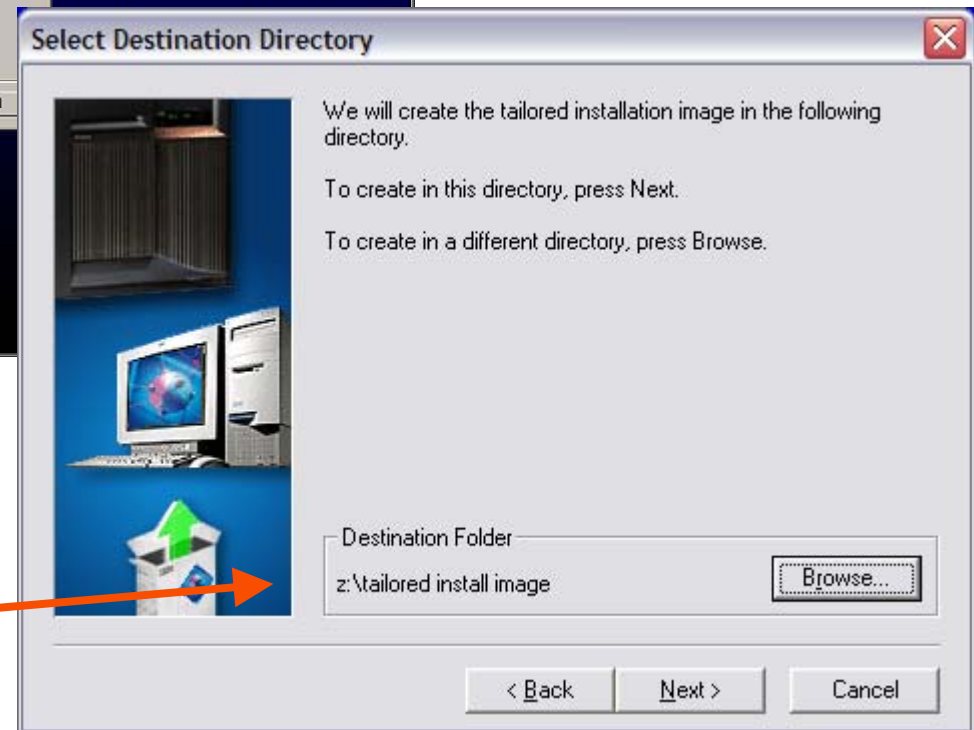 Select Destination Directory
We will create the tailored installation image in the following
directory.
To create in this directory, press Next.
To create in a different directory, press Browse.
Destination Folder
z:\tailored install image
Browse...
< Back
Next >
Cancel